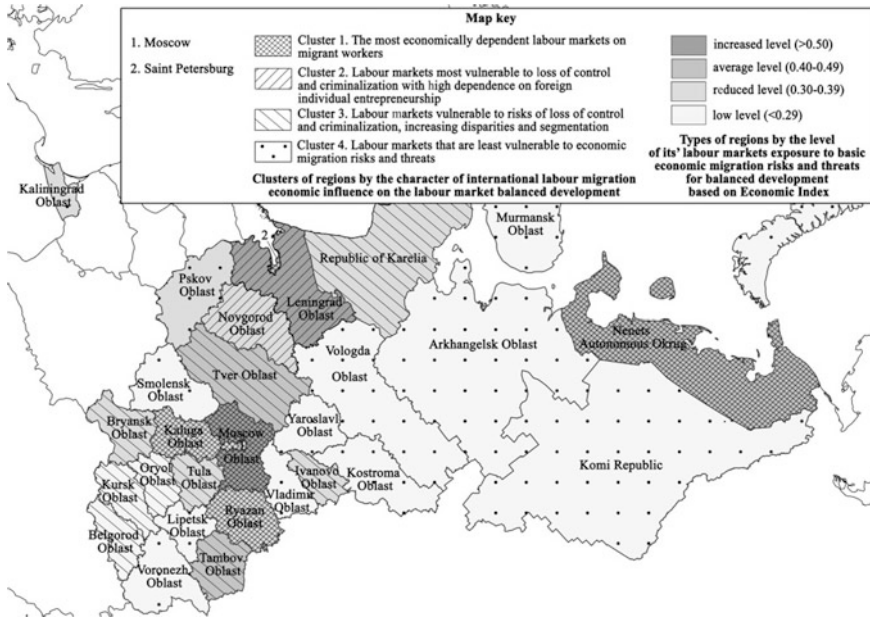 Map key
1. Moscow
2. Saint Petersburg
Cluster 1. The most economically dependent labour markets on
migrant workers
Cluster 2. Labour markets most vulnerable to loss of control
and criminalization with high dependence on foreign
individual entrepreneurship
Cluster 3. Labour markets vulnerable to risks of loss of control
and criminalization, increasing disparities and segmentation
Cluster 4. Labour markets that are least vulnerable to economic
migration risks and threats
Clusters of regions by the character of international labour migration
economic influence on the labour market balanced development
increased level (>0.50)
average level (0.40-0.49)
reduced level (0.30-0.39)
low level (<0.29)
Types of regions by the level
of its' labour markets exposure to basic
economic migration risks and threats
for balanced development
based on Economic Index
Kaliningrad
Oblast
Murmansk
Oblast
2
Republic of Karelia
Pskov
Oblast
Leningrad
Oblast
Novgorod
Oblast
Nenets
Autonomous Okrug
Arkhangelsk Oblast
Vologda
Oblast
Tver Oblast
Smolensk
Oblast
Yaroslavl
Oblast
Bryansk
Oblast
Kaluga
Oblast
Moscow
1
Oblast
Komi Republic
Oryol
Oblast
Tula
Oblast
Ivanovo
Oblast
Kostroma
Oblast
Kursk
Oblast
Vladimir
Oblast
Ryazan
Oblast
Lipetsk
Oblast
Belgorod
Oblast
Tambov
Oblast
Voronezh
Oblast